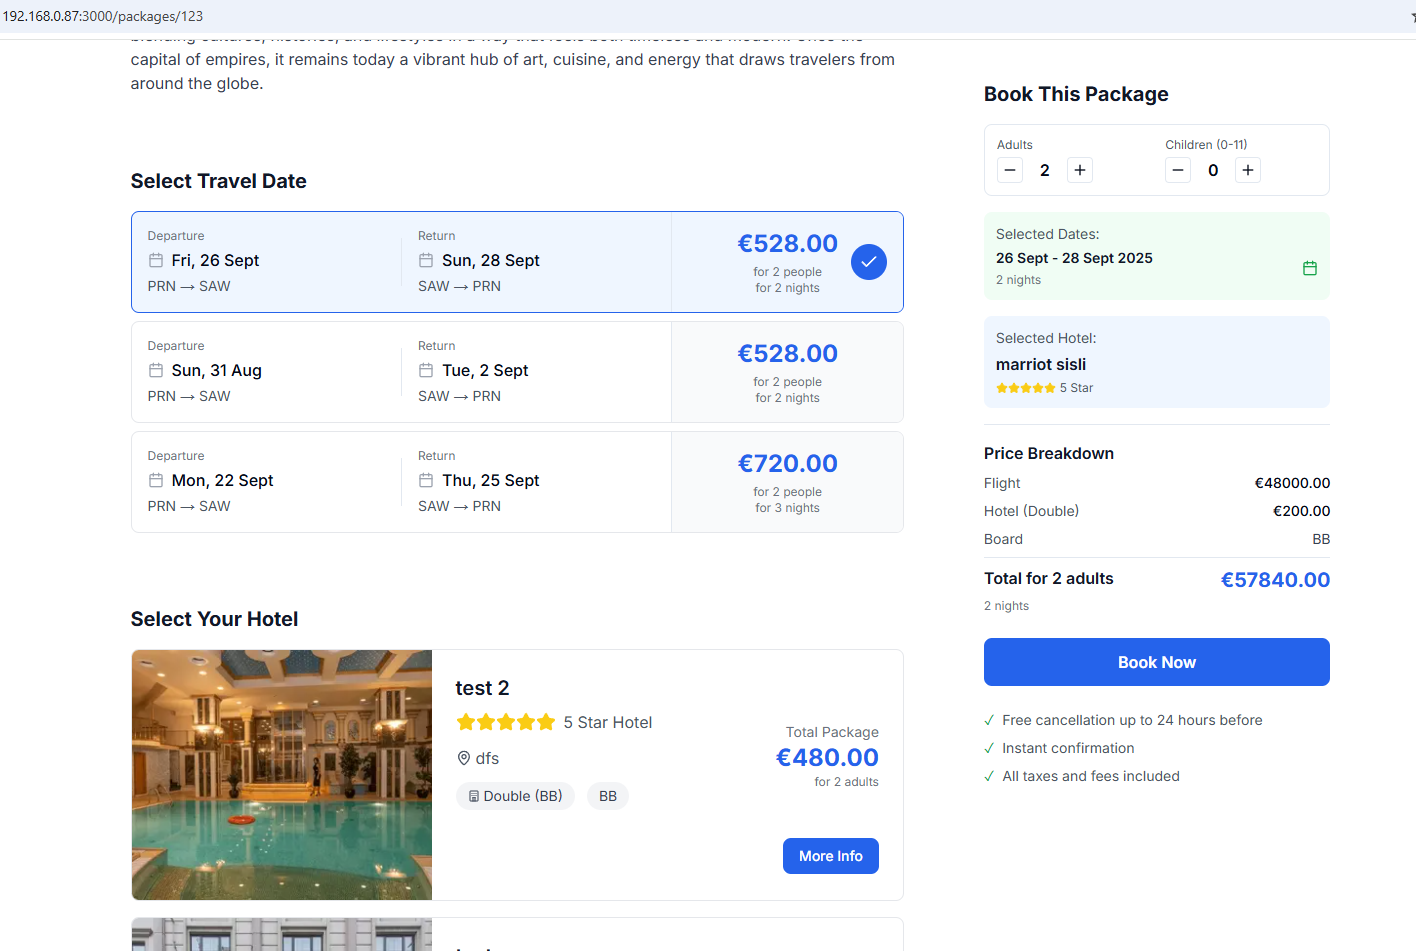 192.168.0.87:3000/packages/123
capital of empires, it remains today a vibrant hub of art, cuisine, and energy that draws travelers from
around the globe.
Select Travel Date
Departure
Fri, 26 Sept
PRN → SAW
Return
Sun, 28 Sept
SAW → PRN
€528.00
for 2 people
for 2 nights
Departure
Sun, 31 Aug
PRN → SAW
Return
Tue, 2 Sept
SAW → PRN
€528.00
for 2 people
for 2 nights
Departure
Mon, 22 Sept
PRN → SAW
Return
Thu, 25 Sept
SAW → PRN
€720.00
for 2 people
for 3 nights
Select Your Hotel
test 2
5 Star Hotel
dfs
Double (BB)
BB
Total Package
€480.00
for 2 adults
More Info
Book This Package
Adults
− 2 +
Children (0-11)
− 0 +
Selected Dates:
26 Sept - 28 Sept 2025
2 nights
Selected Hotel:
marriot sisli
5 Star
Price Breakdown
Flight €48000.00
Hotel (Double) €200.00
Board BB
Total for 2 adults €57840.00
2 nights
Book Now
✓ Free cancellation up to 24 hours before
✓ Instant confirmation
✓ All taxes and fees included